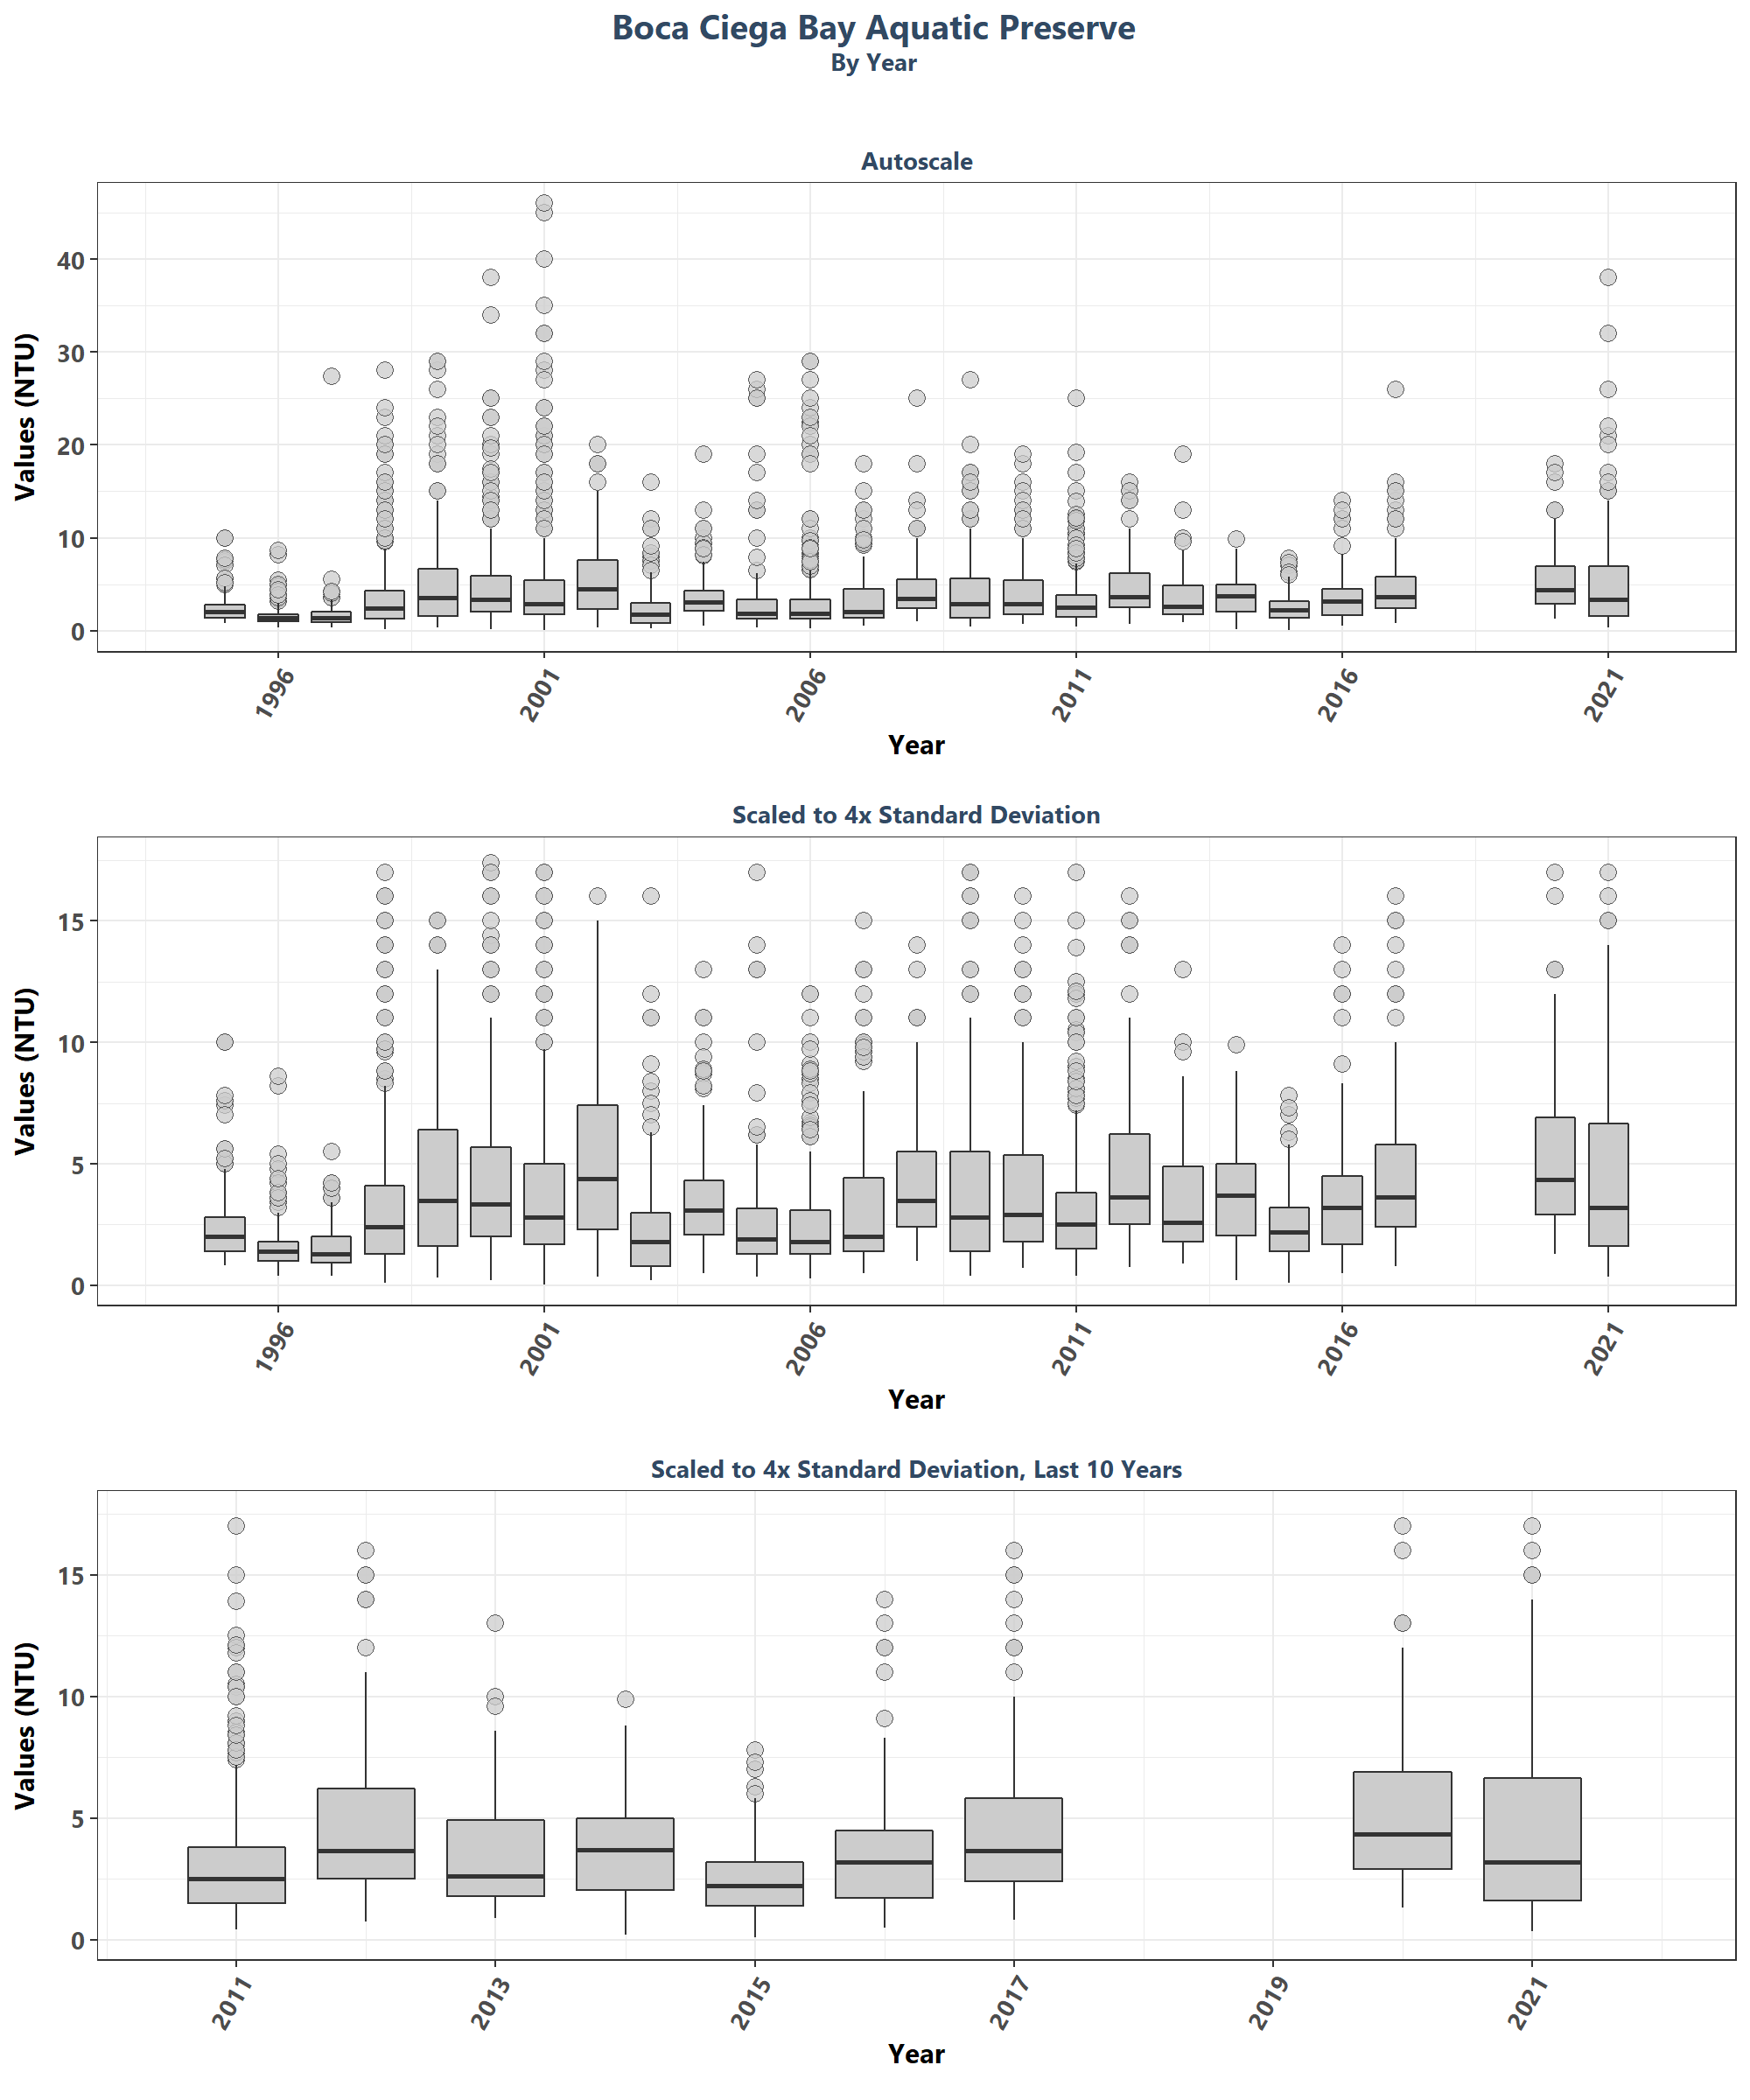 Boca Ciega Bay Aquatic Preserve
By Year
Autoscale
Values (NTU)
40
30
20
10
0
1996 2001 2006 2011 2016 2021
Year
Scaled to 4x Standard Deviation
Values (NTU)
15
10
5
0
1996 2001 2006 2011 2016 2021
Year
Scaled to 4x Standard Deviation, Last 10 Years
Values (NTU)
15
10
5
0
2011 2013 2015 2017 2019 2021
Year